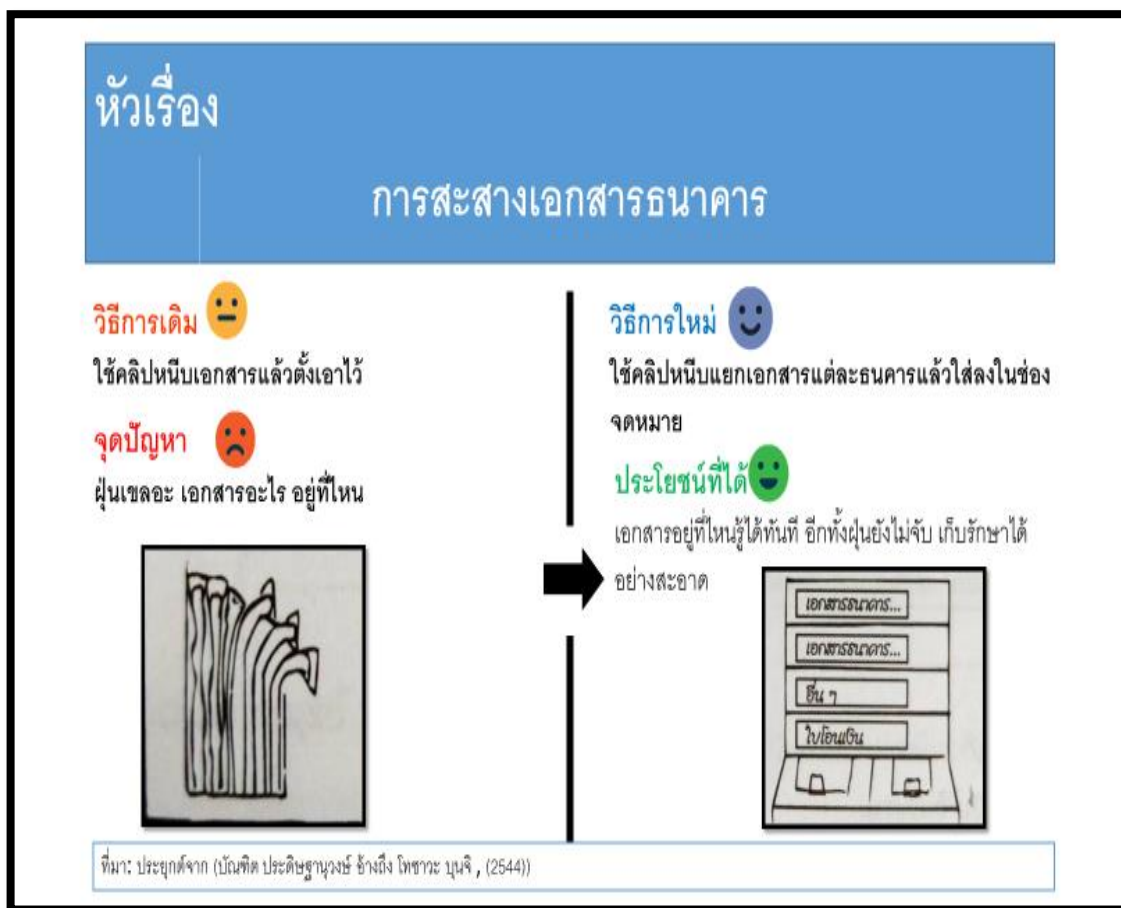 หัวเรื่อง
การสะสางเอกสารธนาคาร
วิธีการเดิม
ใช้คลิปหนีบเอกสารแล้วตั้งเอาไว้
จุดปัญหา
ฝุ่นเขลอะ เอกสารอะไร อยู่ที่ไหน
วิธีการใหม่
ใช้คลิปหนีบแยกเอกสารแต่ละธนาคารแล้วใส่ลงในช่อง
จดหมาย
ประโยชน์ที่ได้
เอกสารอยู่ที่ไหนรู้ได้ทันที อีกทั้งฝุ่นยังไม่จับ เก็บรักษาได้
อย่างสะอาด
เอกสารธนาคาร...
เอกสารธนาคาร...
อื่น ๆ
ใบโอนเงิน
ที่มา: ประยุกต์จาก (บัณฑิต ประดิษฐานุวงษ์ อ้างถึง โทซาวะ บุนจิ , (2544))